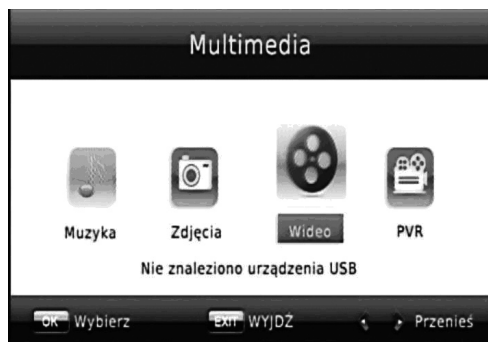 Multimedia
Muzyka Zdjęcia Wideo PVR
Nie znaleziono urządzenia USB
OK Wybierz EXIT WYJDŹ Przenieś